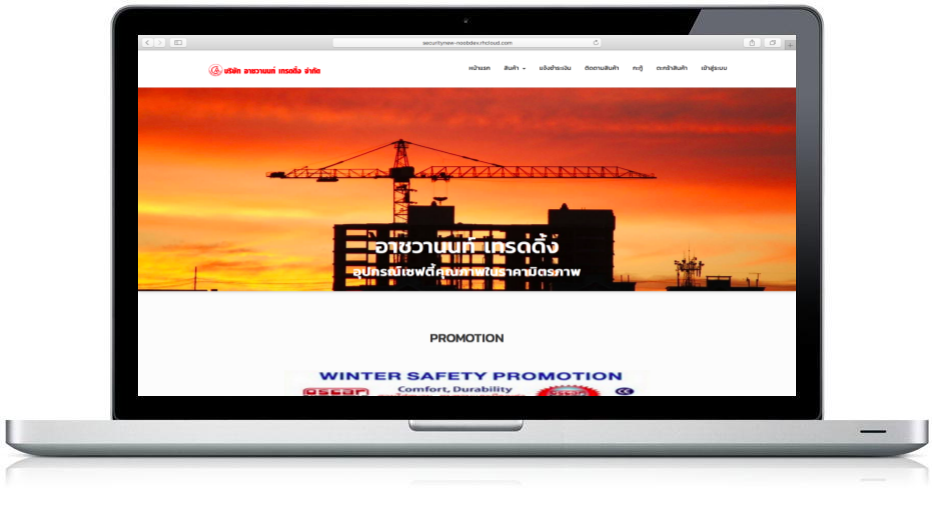 securitynew-nosbdev.rhcloud.com
บริษัท อาชวานนท์ เทรดดิ้ง จำกัด
หน้าแรก สินค้า แจ้งชำระเงิน ติดตามสินค้า กระทู้ ตะกร้าสินค้า เข้าสู่ระบบ
อาชวานนท์ เทรดดิ้ง
อุปกรณ์เซฟตี้คุณภาพในราคามิตรภาพ
PROMOTION
WINTER SAFETY PROMOTION
OSCAR Comfort, Durability OSCAR